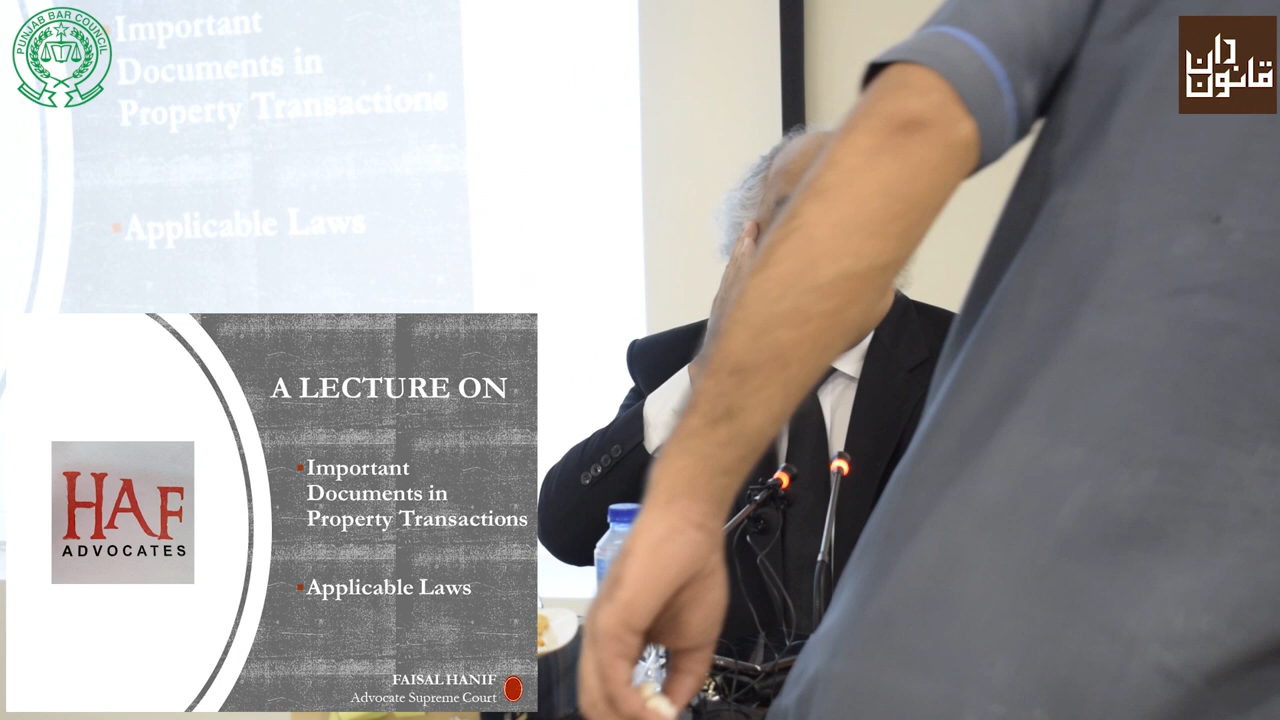 PUNJAB BAR COUNCIL
Important
Documents in
Property Transactions
Applicable Laws
قانون دان
A LECTURE ON
HAF
ADVOCATES
▪Important
Documents in
Property Transactions
▪Applicable Laws
FAISAL HANIF
Advocate Supreme Court